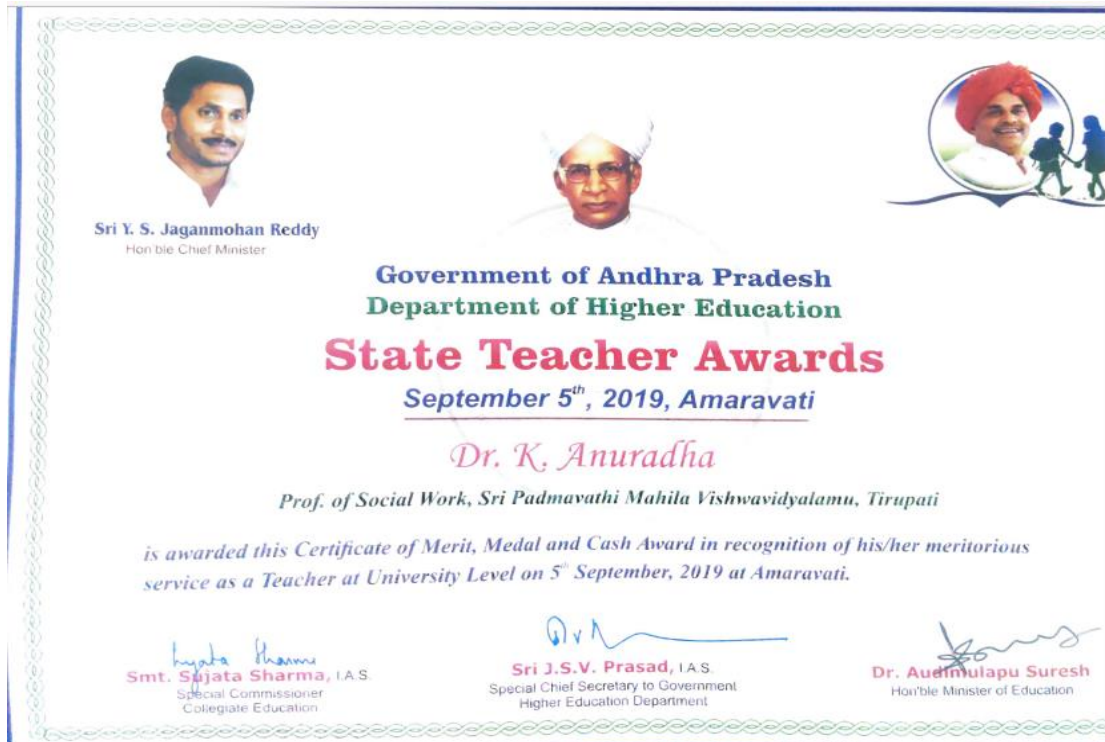 Sri Y. S. Jaganmohan Reddy
Hon'ble Chief Minister
Government of Andhra Pradesh
Department of Higher Education
State Teacher Awards
September 5th, 2019, Amaravati
Dr. K. Anuradha
Prof. of Social Work, Sri Padmavathi Mahila Vishwavidyalamu, Tirupati
is awarded this Certificate of Merit, Medal and Cash Award in recognition of his/her meritorious
service as a Teacher at University Level on 5th September, 2019 at Amaravati.
Sujata Sharma
Smt. Sujata Sharma, I.A.S.
Special Commissioner
Collegiate Education
Sri J.S.V. Prasad, I.A.S.
Special Chief Secretary to Government
Higher Education Department
Dr. Audimulapu Suresh
Hon'ble Minister of Education